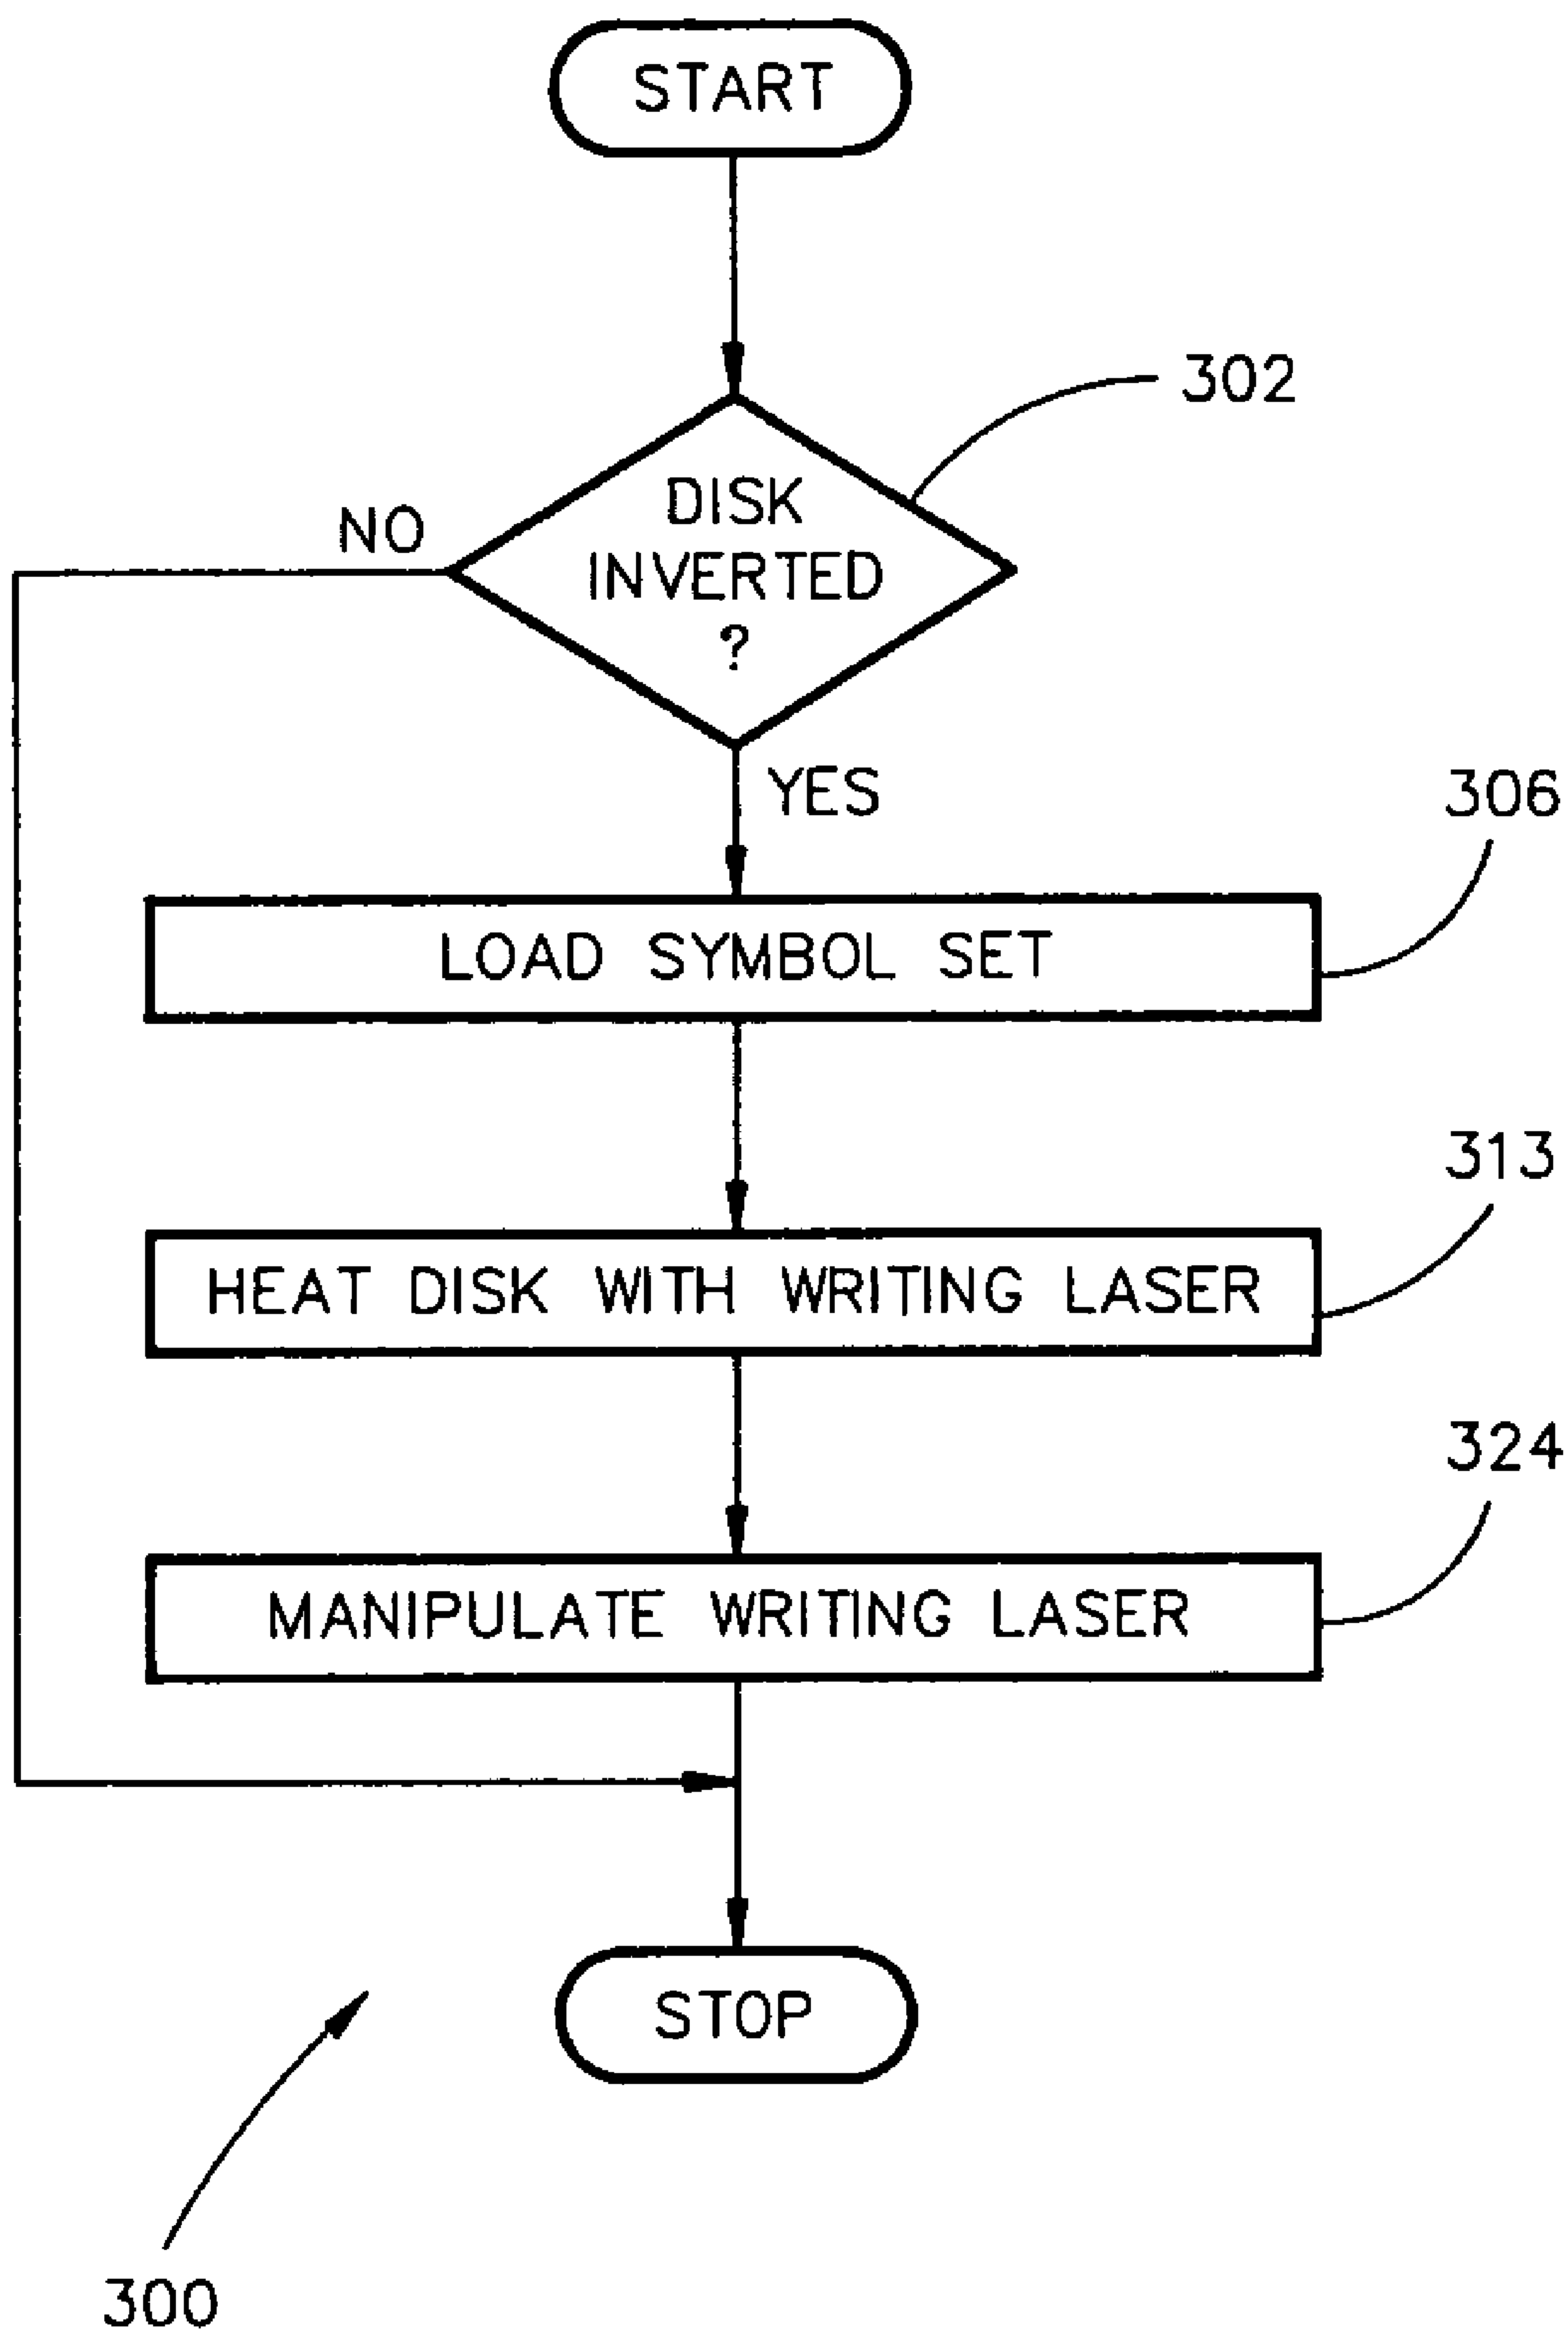 START
302
DISK
INVERTED
?
NO
YES
306
LOAD SYMBOL SET
313
HEAT DISK WITH WRITING LASER
324
MANIPULATE WRITING LASER
STOP
300